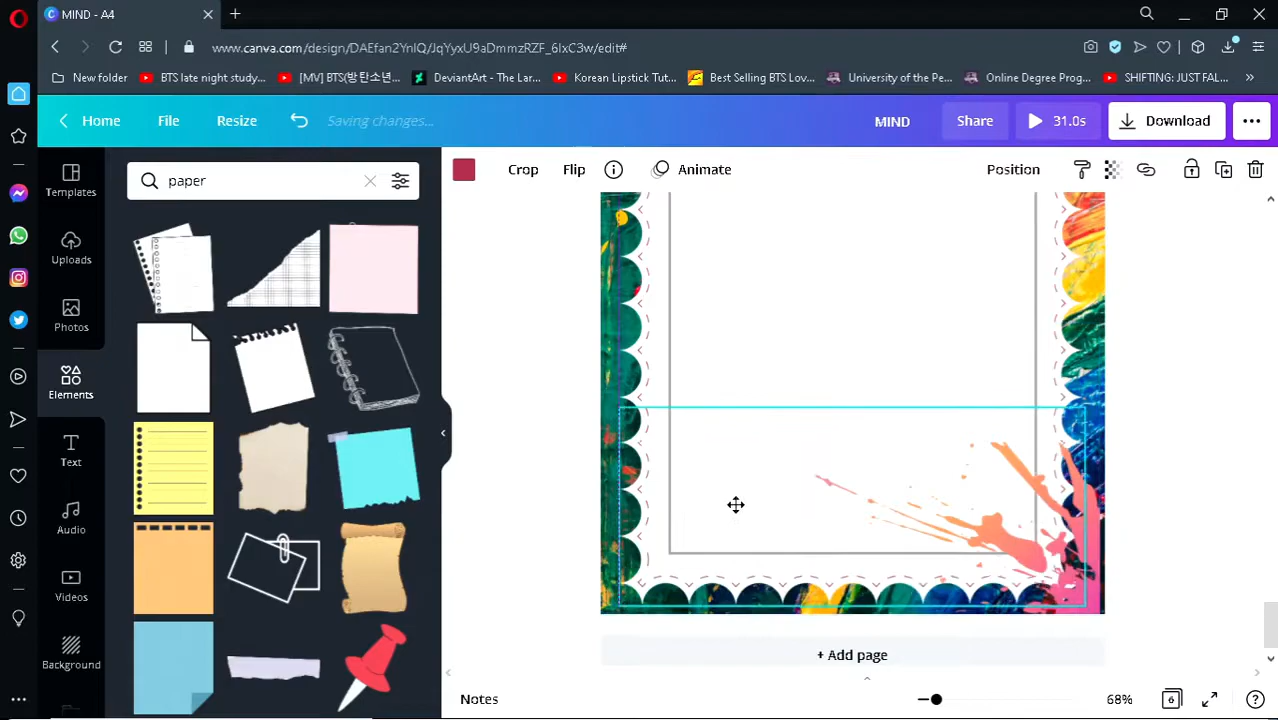 MIND - A4
www.canva.com/design/DAEfan2YnlQ/JqYyxU9aDmmzRZF_6lxC3w/edit#
New folder
BTS late night study...
[MV] BTS(방탄소년...
DeviantArt - The Lar...
Korean Lipstick Tut...
Best Selling BTS Lov...
University of the Pe...
Online Degree Prog...
SHIFTING: JUST FAL...
Home
File
Resize
Saving changes...
MIND
Share
31.0s
Download
Crop
Flip
Animate
Position
Templates
Uploads
Photos
Elements
Text
Audio
Videos
Background
paper
+ Add page
Notes
68%
6